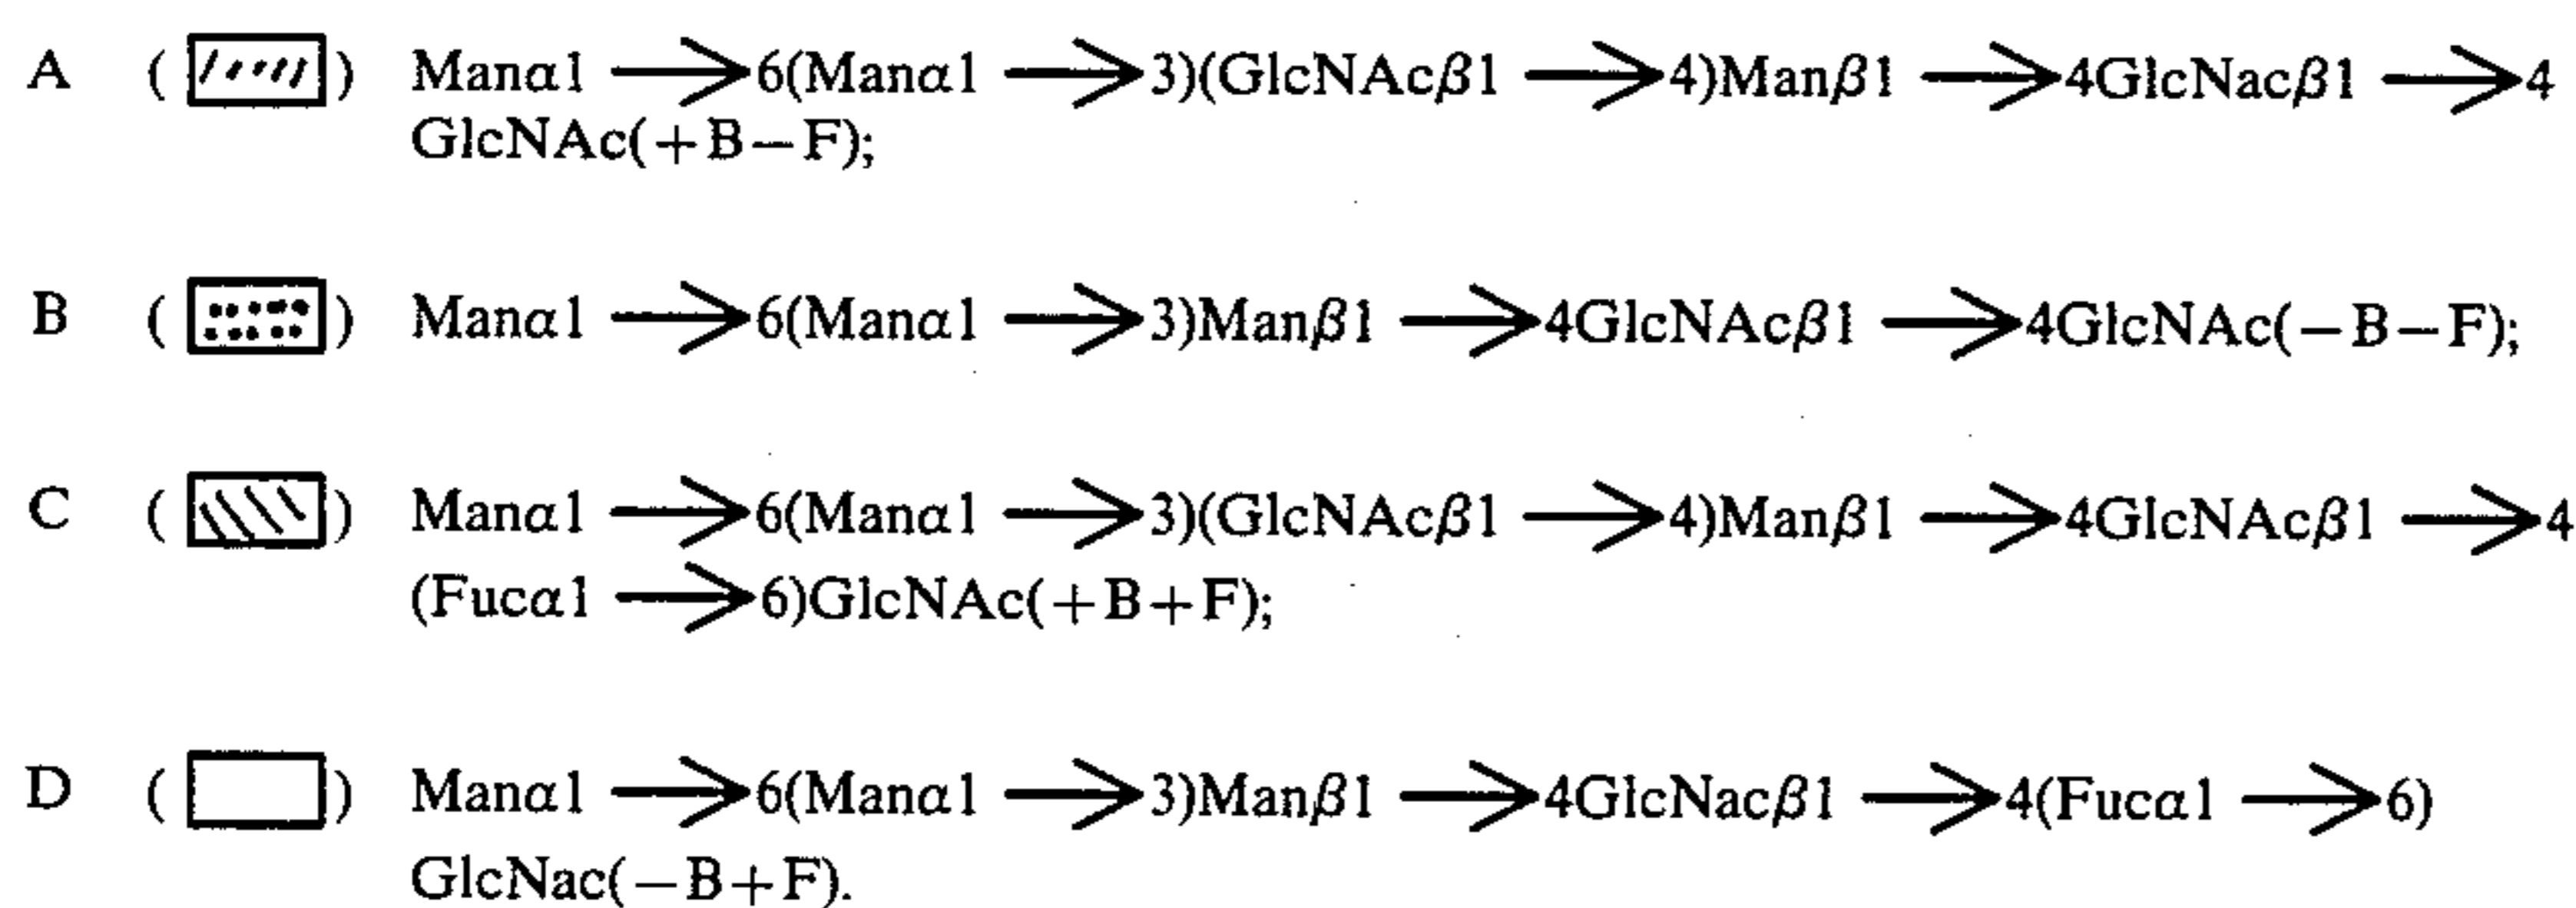 A ( ) Manα1 ⟶6(Manα1 ⟶3)(GlcNAcβ1 ⟶4)Manβ1 ⟶4GlcNacβ1 ⟶4
GlcNAc(+B−F);
B ( ) Manα1 ⟶6(Manα1 ⟶3)Manβ1 ⟶4GlcNAcβ1 ⟶4GlcNAc(−B−F);
C ( ) Manα1 ⟶6(Manα1 ⟶3)(GlcNAcβ1 ⟶4)Manβ1 ⟶4GlcNAcβ1 ⟶4
(Fucα1 ⟶6)GlcNAc(+B+F);
D ( ) Manα1 ⟶6(Manα1 ⟶3)Manβ1 ⟶4GlcNacβ1 ⟶4(Fucα1 ⟶6)
GlcNac(−B+F).